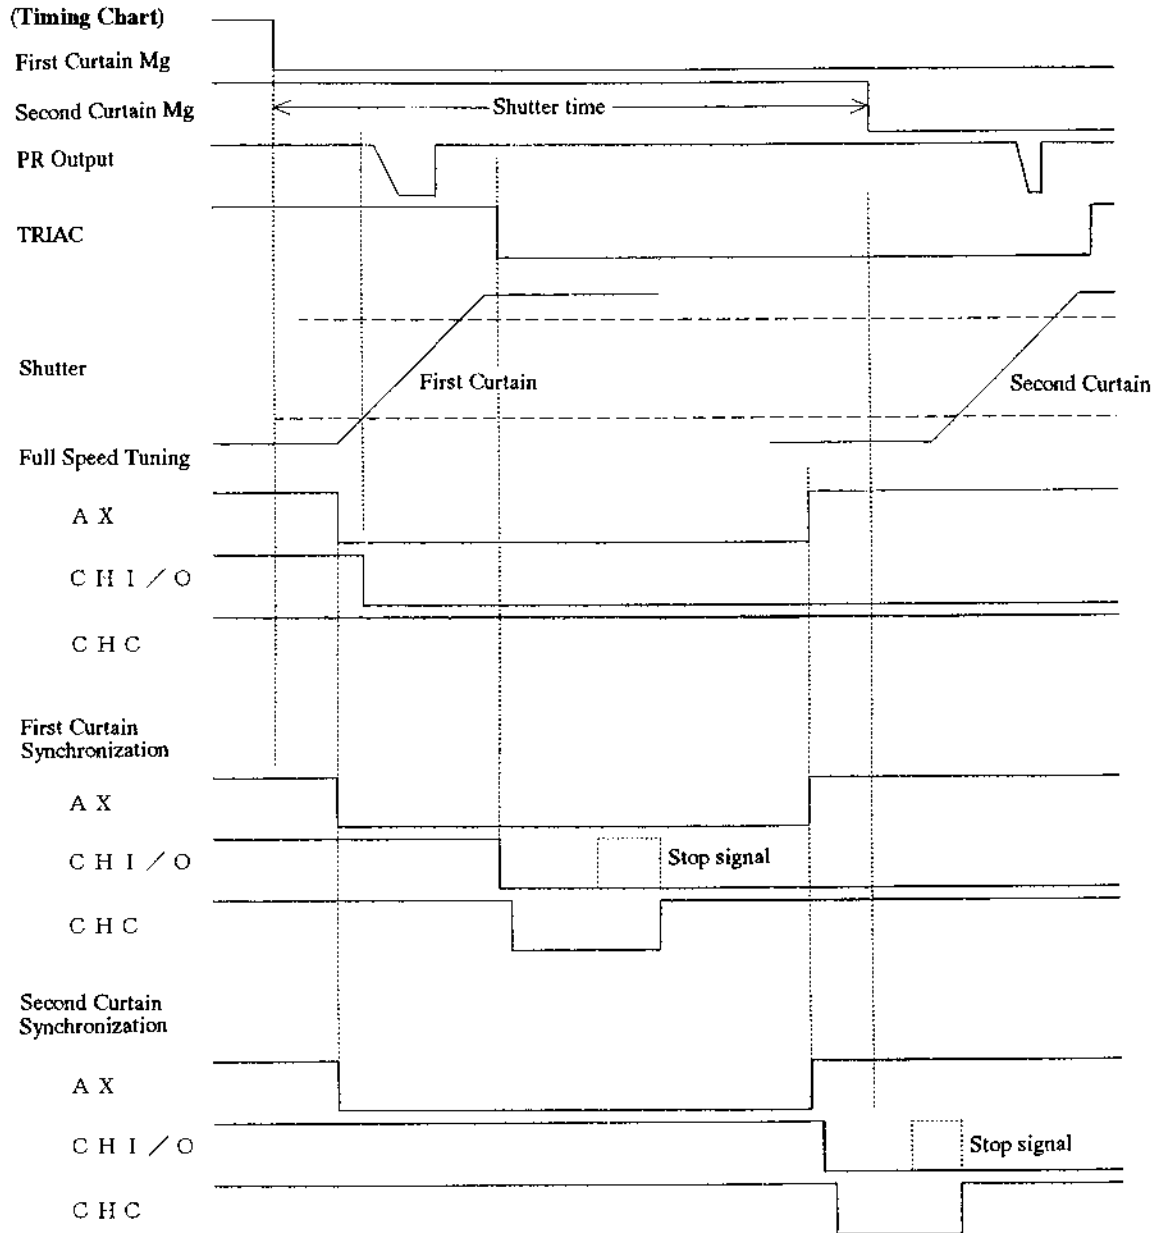 (Timing Chart)
First Curtain Mg
Second Curtain Mg
Shutter time
PR Output
TRIAC
Shutter
First Curtain
Second Curtain
Full Speed Tuning
A X
C H I ／ O
C H C
First Curtain
Synchronization
A X
C H I ／ O
Stop signal
C H C
Second Curtain
Synchronization
A X
C H I ／ O
Stop signal
C H C